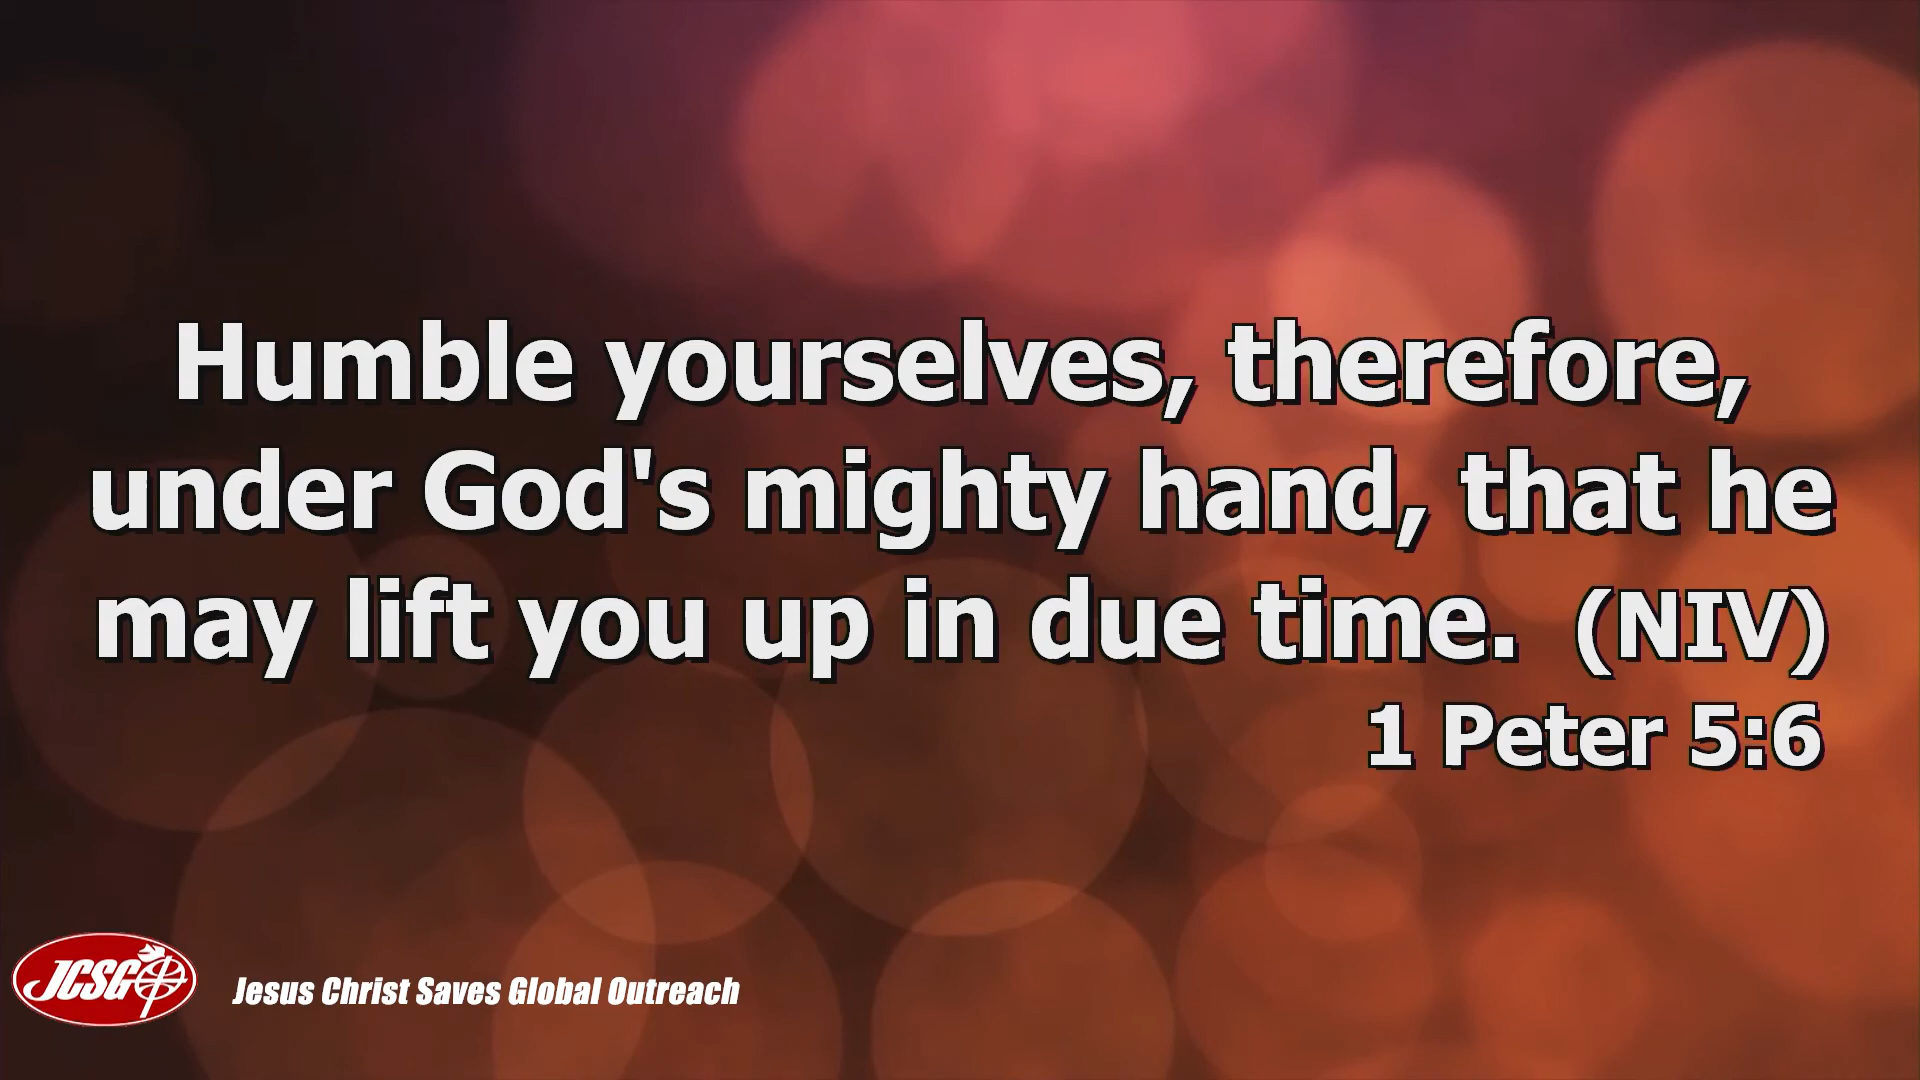 Humble yourselves, therefore,
under God's mighty hand, that he
may lift you up in due time.  (NIV)
1 Peter 5:6
JCSGO
Jesus Christ Saves Global Outreach